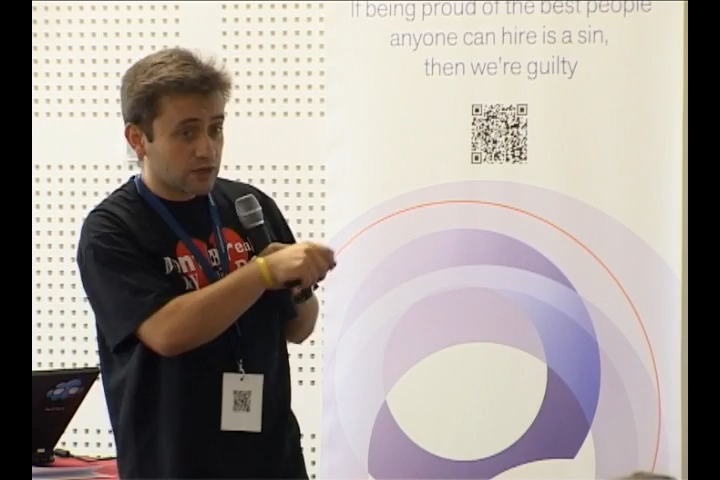 If being proud of the best people
anyone can hire is a sin,
then we're guilty